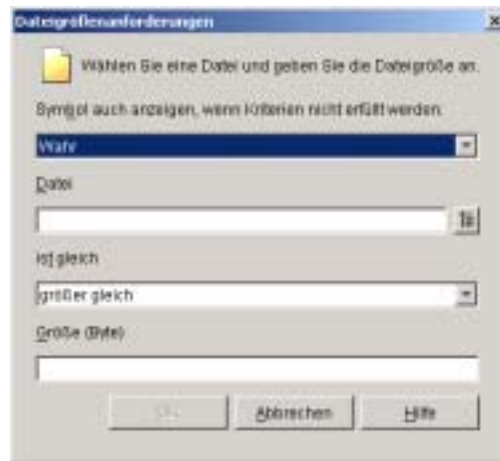 Dateigrößenanforderungen
Wählen Sie eine Datei und geben Sie die Dateigröße an.
Symbol auch anzeigen, wenn Kriterien nicht erfüllt werden:
Wahr
Datei
ist gleich
größer gleich
Größe (Byte)
OK Abbrechen Hilfe